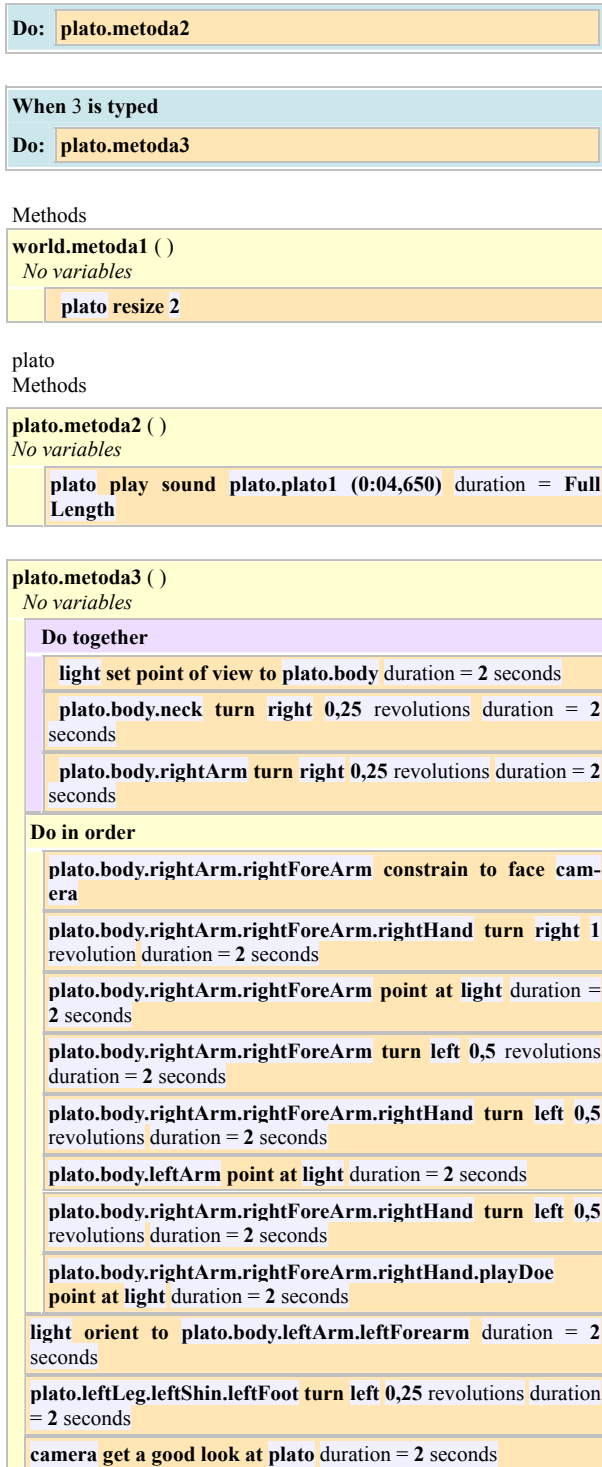 Do: plato.metoda2
When 3 is typed
Do: plato.metoda3
Methods
world.metoda1 ( )
No variables
plato resize 2
plato
Methods
plato.metoda2 ( )
No variables
plato play sound plato.plato1 (0:04,650) duration = Full
Length
plato.metoda3 ( )
No variables
Do together
light set point of view to plato.body duration = 2 seconds
plato.body.neck turn right 0,25 revolutions duration = 2
seconds
plato.body.rightArm turn right 0,25 revolutions duration = 2
seconds
Do in order
plato.body.rightArm.rightForeArm constrain to face cam-
era
plato.body.rightArm.rightForeArm.rightHand turn right 1
revolution duration = 2 seconds
plato.body.rightArm.rightForeArm point at light duration =
2 seconds
plato.body.rightArm.rightForeArm turn left 0,5 revolutions
duration = 2 seconds
plato.body.rightArm.rightForeArm.rightHand turn left 0,5
revolutions duration = 2 seconds
plato.body.leftArm point at light duration = 2 seconds
plato.body.rightArm.rightForeArm.rightHand turn left 0,5
revolutions duration = 2 seconds
plato.body.rightArm.rightForeArm.rightHand.playDoe
point at light duration = 2 seconds
light orient to plato.body.leftArm.leftForearm duration = 2
seconds
plato.leftLeg.leftShin.leftFoot turn left 0,25 revolutions duration
= 2 seconds
camera get a good look at plato duration = 2 seconds